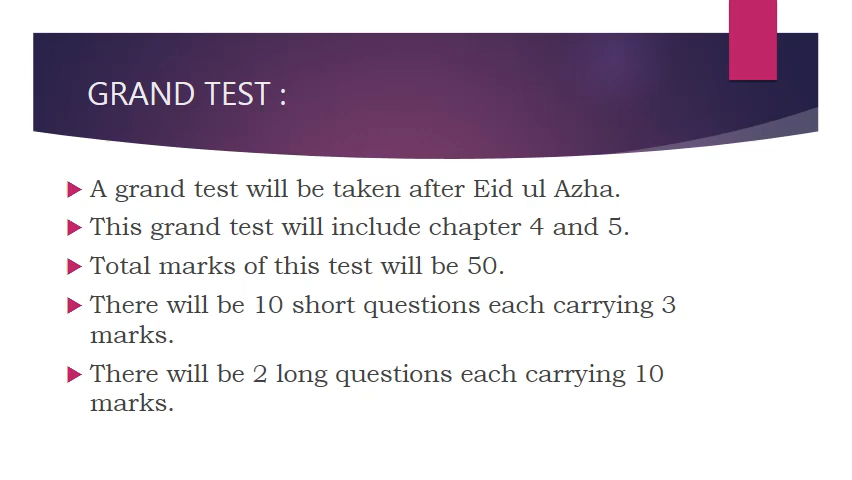 GRAND TEST :
A grand test will be taken after Eid ul Azha.
This grand test will include chapter 4 and 5.
Total marks of this test will be 50.
There will be 10 short questions each carrying 3
marks.
There will be 2 long questions each carrying 10
marks.